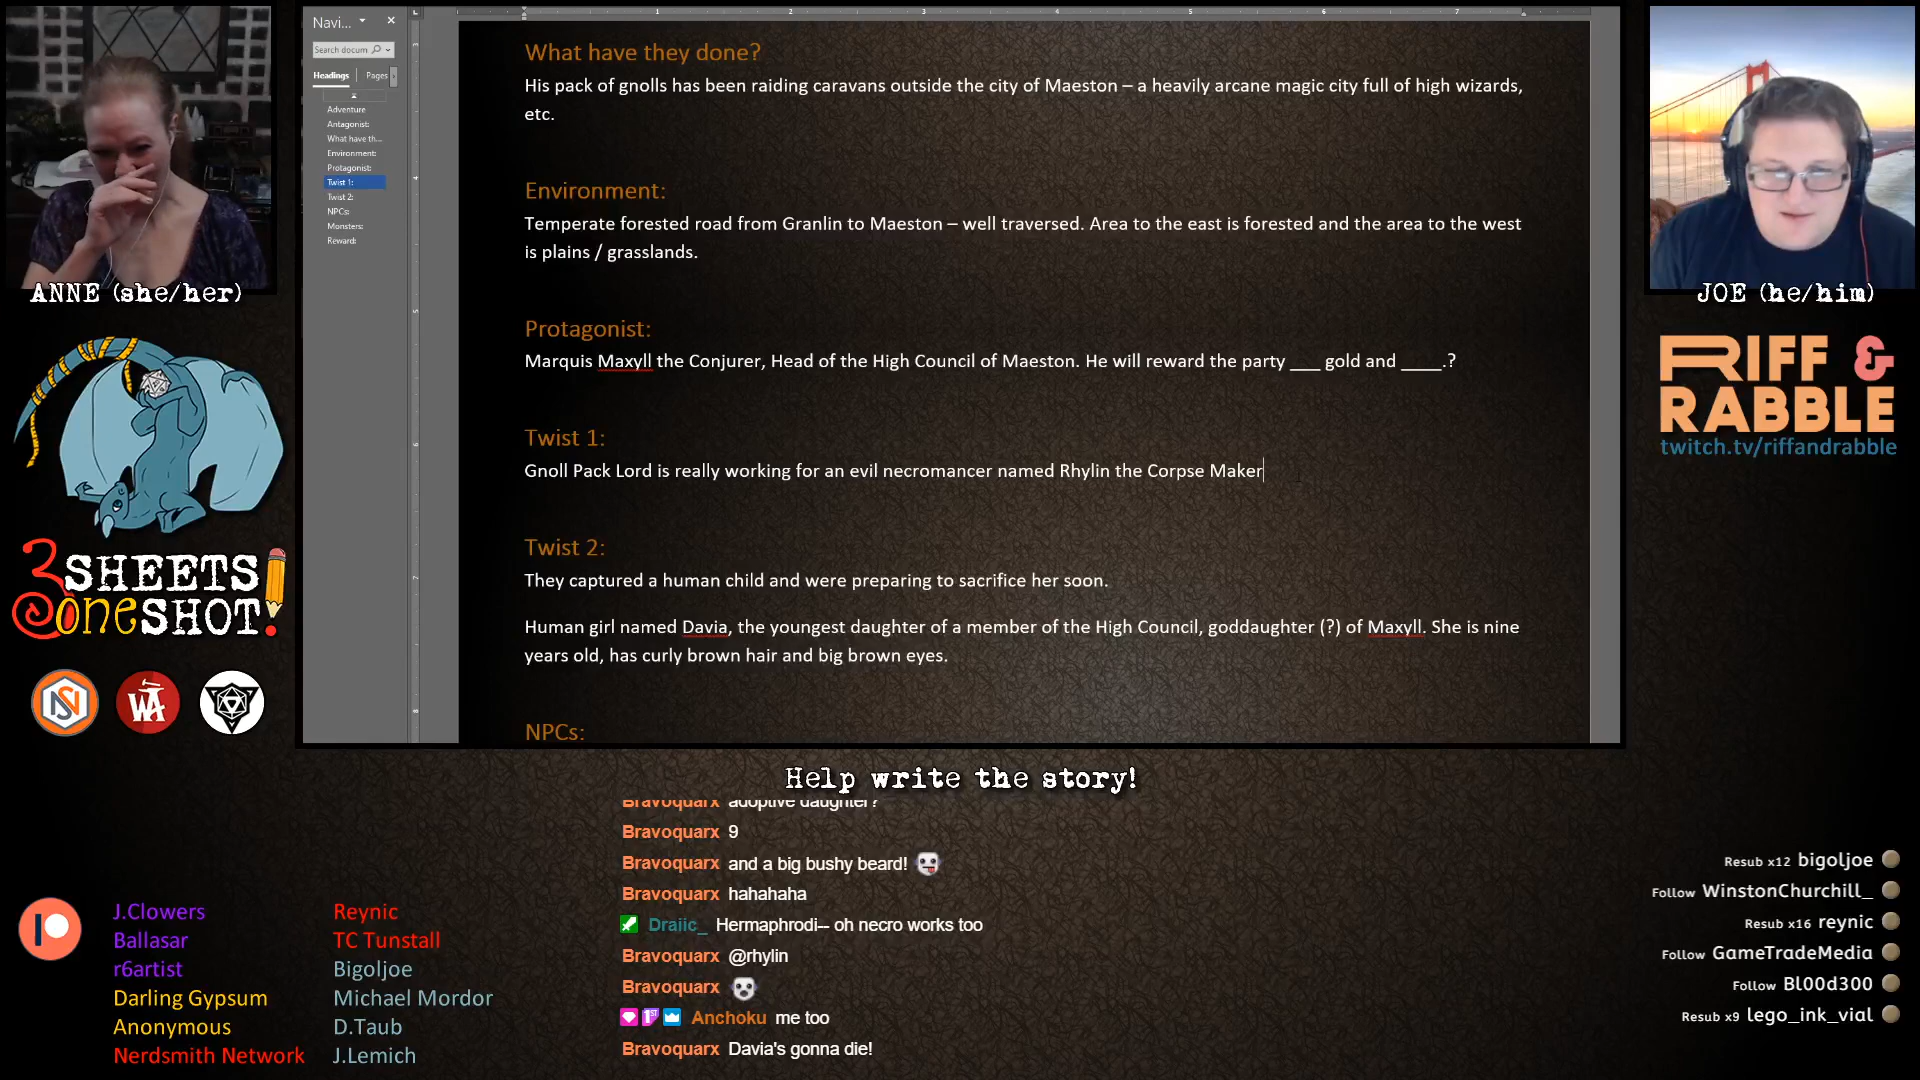 Navi...
Search docum
Headings
Pages
Adventure
Antagonist:
What have th...
Environment:
Protagonist:
Twist 1:
Twist 2:
NPCs:
Monsters:
Reward:
What have they done?
His pack of gnolls has been raiding caravans outside the city of Maeston – a heavily arcane magic city full of high wizards,
etc.
Environment:
Temperate forested road from Granlin to Maeston – well traversed. Area to the east is forested and the area to the west
is plains / grasslands.
Protagonist:
Marquis Maxyll the Conjurer, Head of the High Council of Maeston. He will reward the party ___ gold and ____.?
Twist 1:
Gnoll Pack Lord is really working for an evil necromancer named Rhylin the Corpse Maker
Twist 2:
They captured a human child and were preparing to sacrifice her soon.
Human girl named Davia, the youngest daughter of a member of the High Council, goddaughter (?) of Maxyll. She is nine
years old, has curly brown hair and big brown eyes.
NPCs:
ANNE (she/her)
JOE (he/him)
3 SHEETS
@ oneSHOT!
RIFF &
RABBLE
twitch.tv/riffandrabble
Help write the story!
Bravoquarx adoptive daughter?
Bravoquarx 9
Bravoquarx and a big bushy beard!
Bravoquarx hahahaha
Draiic_ Hermaphrodi-- oh necro works too
Bravoquarx @rhylin
Bravoquarx
1ST Anchoku me too
Bravoquarx Davia's gonna die!
J.Clowers
Ballasar
r6artist
Darling Gypsum
Anonymous
Nerdsmith Network
Reynic
TC Tunstall
Bigoljoe
Michael Mordor
D.Taub
J.Lemich
Resub x12 bigoljoe
Follow WinstonChurchill_
Resub x16 reynic
Follow GameTradeMedia
Follow Bl00d300
Resub x9 lego_ink_vial